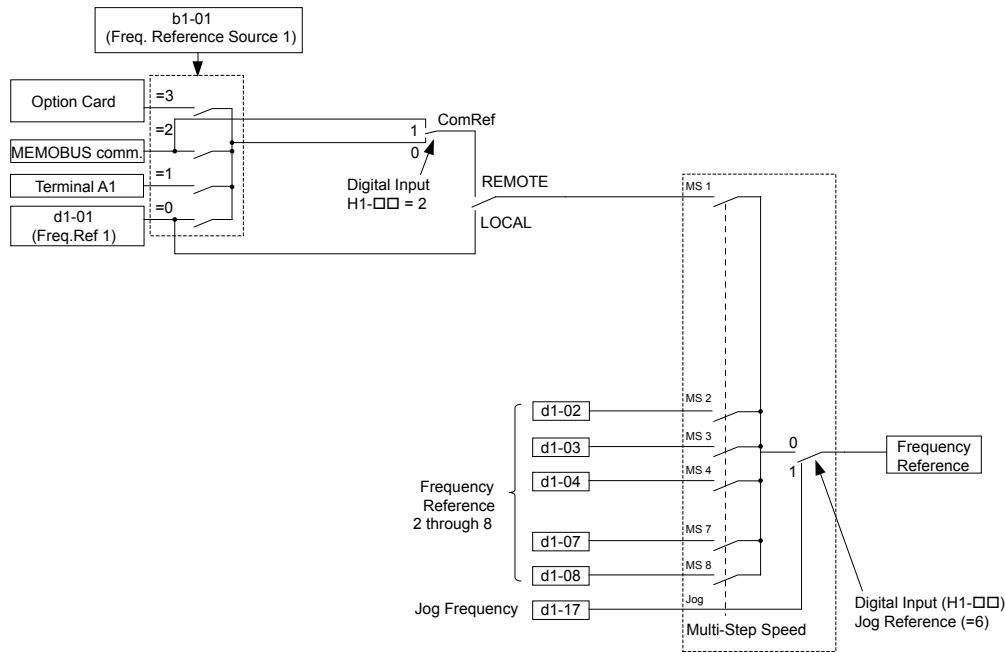 b1-01
(Freq. Reference Source 1)
Option Card
=3
=2
MEMOBUS comm.
Terminal A1
=1
d1-01
(Freq.Ref 1)
=0
ComRef
1
0
Digital Input
H1-□□ = 2
REMOTE
LOCAL
MS 1
MS 2
d1-02
MS 3
d1-03
MS 4
d1-04
Frequency
Reference
2 through 8
MS 7
d1-07
MS 8
d1-08
Jog Frequency
d1-17
Jog
Multi-Step Speed
0
1
Frequency
Reference
Digital Input (H1-□□)
Jog Reference (=6)